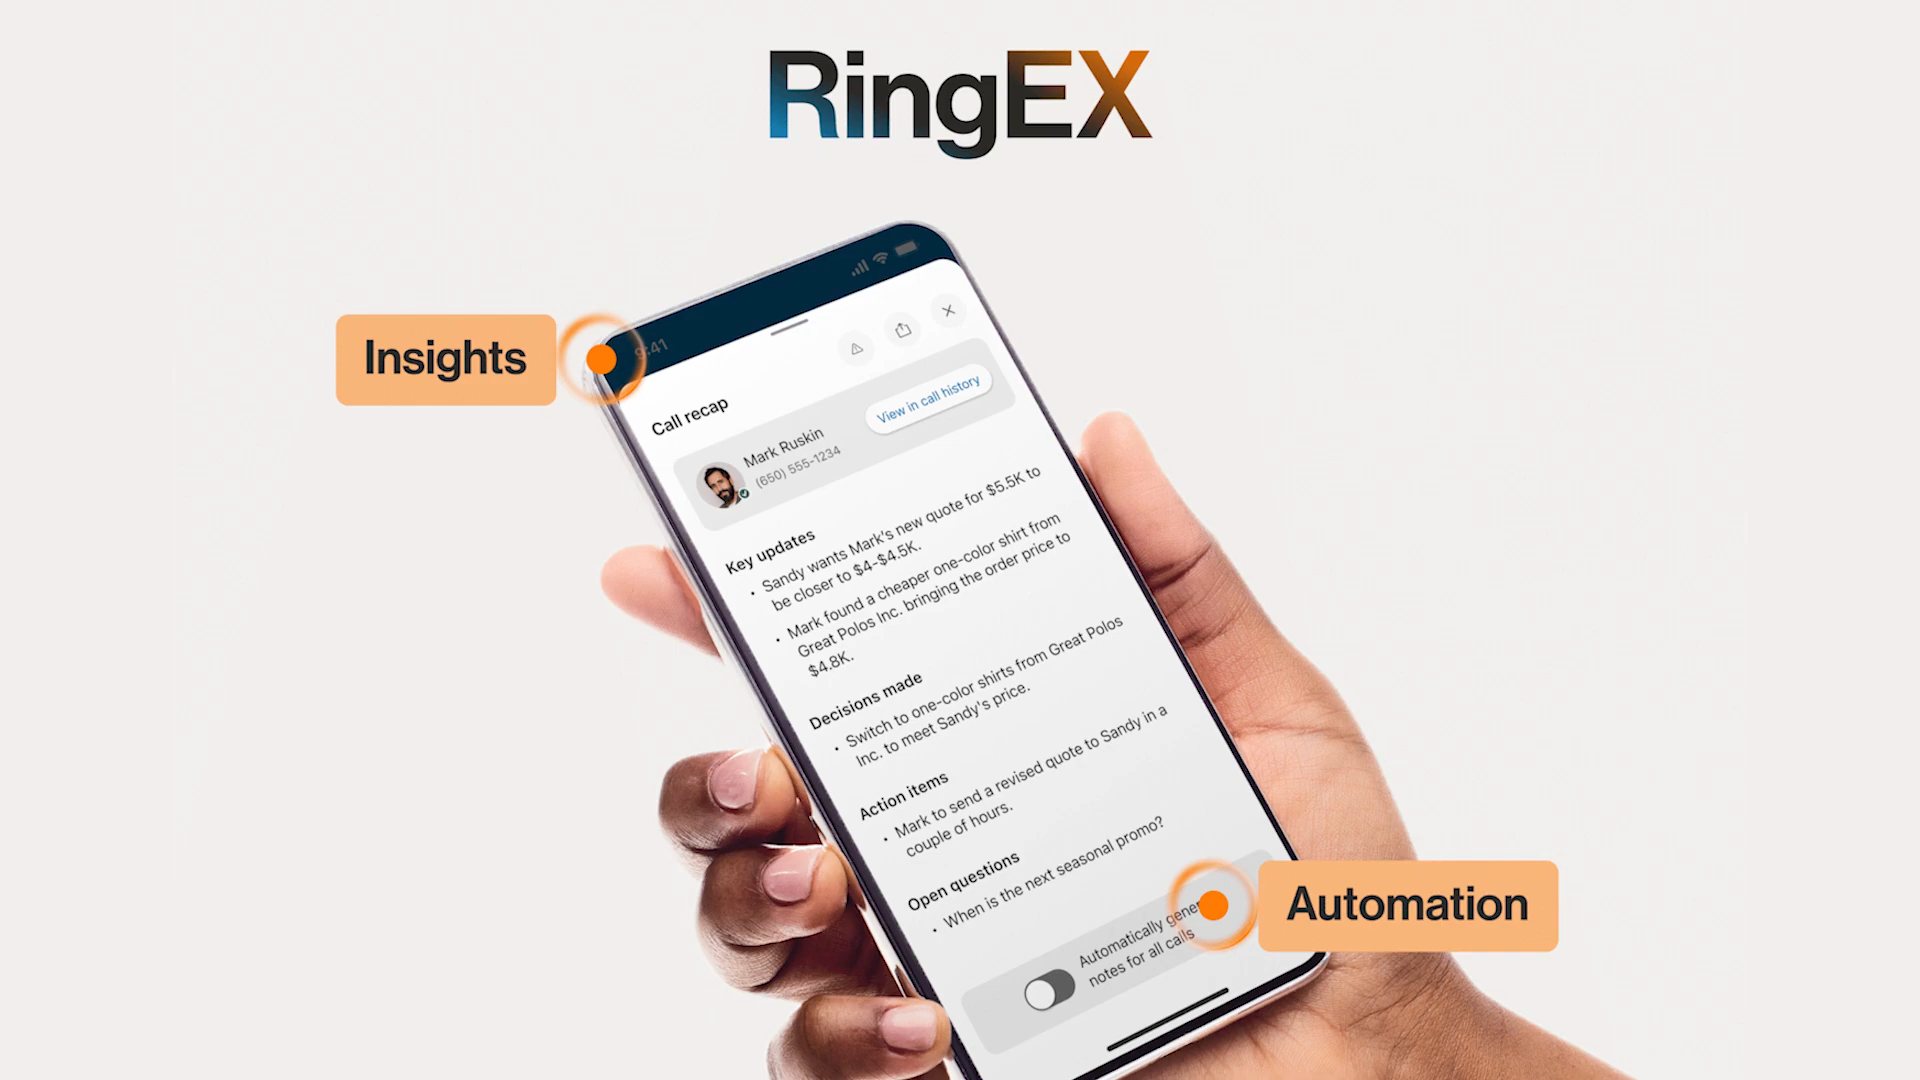 RingEX
Insights
9:41
Call recap
Mark Ruskin
(650) 555-1234
View in call history
Key updates
• Sandy wants Mark's new quote for $5.5K to
be closer to $4-$4.5K.
• Mark found a cheaper one-color shirt from
Great Polos Inc. bringing the order price to
$4.8K.
Decisions made
• Switch to one-color shirts from Great Polos
Inc. to meet Sandy's price.
Action items
• Mark to send a revised quote to Sandy in a
couple of hours.
Open questions
• When is the next seasonal promo?
Automatically
notes for all calls
Automation